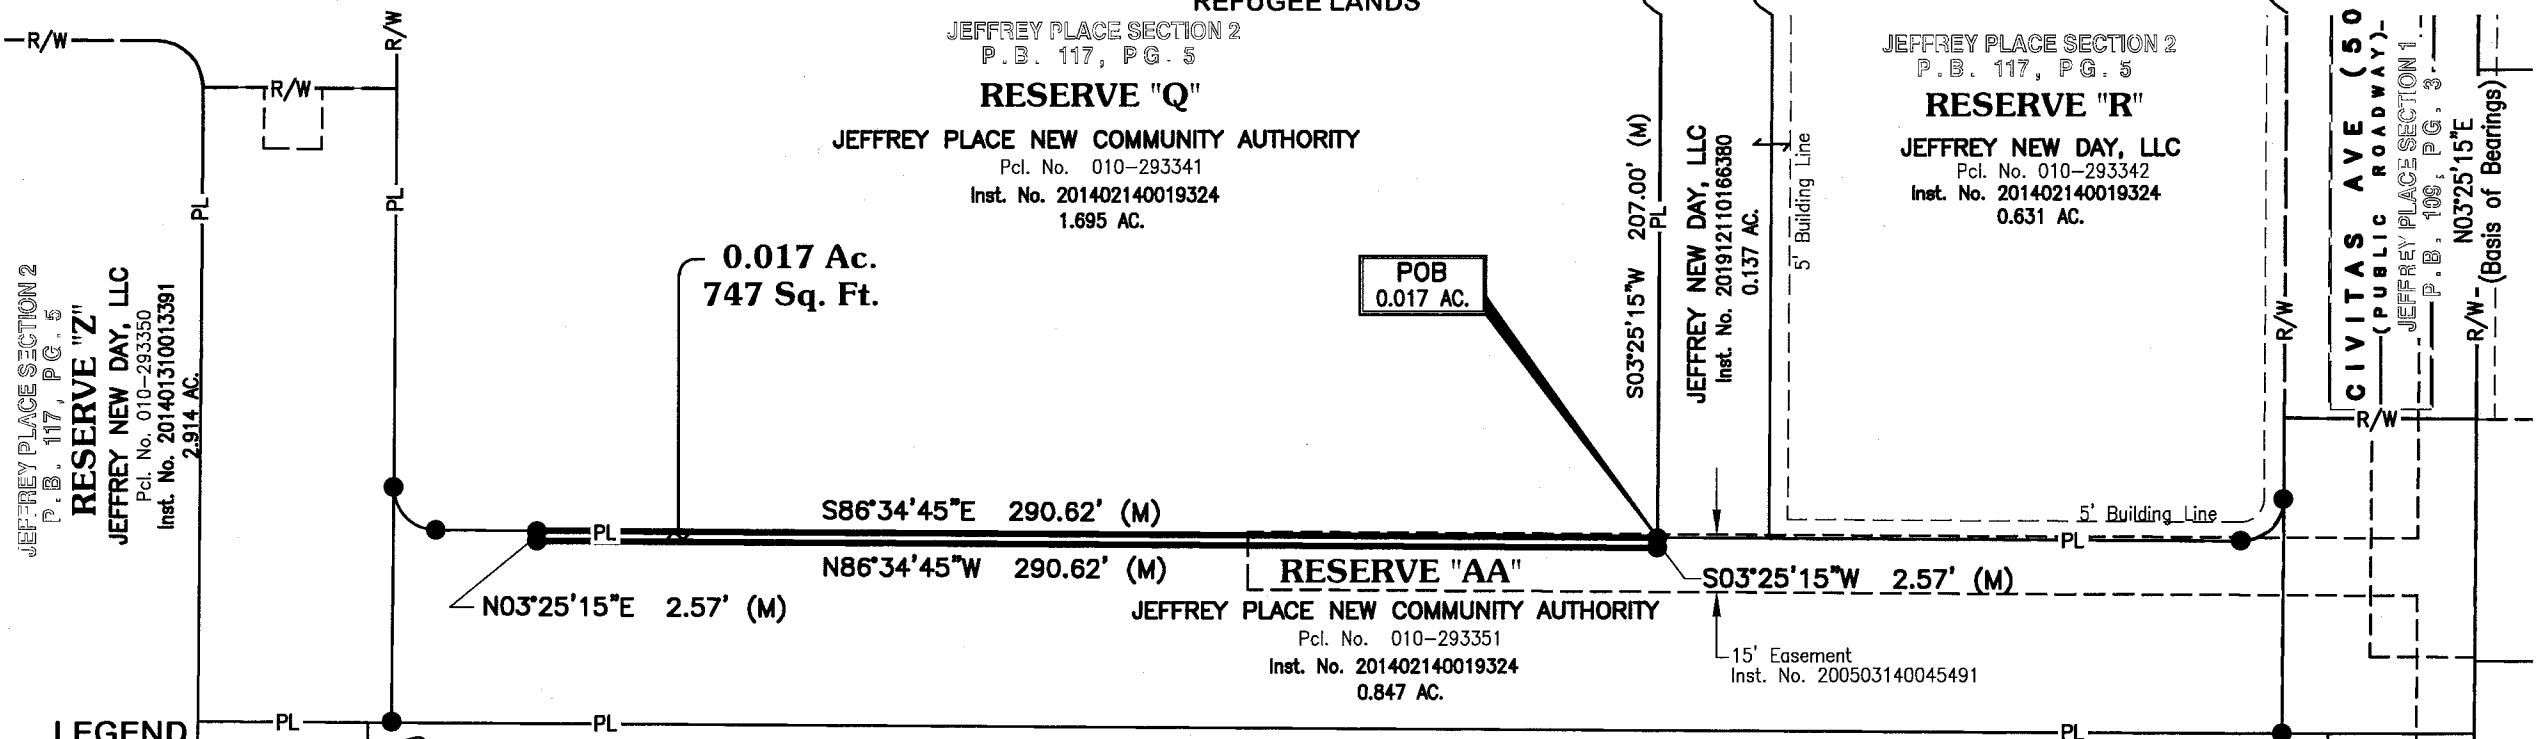 REFUGEE LANDS
R/W
R/W
R/W
PL
PL
JEFFREY PLACE SECTION 2
P.B. 117, PG. 5
RESERVE "Q"
JEFFREY PLACE NEW COMMUNITY AUTHORITY
Pcl. No. 010-293341
Inst. No. 201402140019324
1.695 AC.
JEFFREY PLACE SECTION 2
P.B. 117, PG. 5
RESERVE "R"
JEFFREY NEW DAY, LLC
Pcl. No. 010-293342
Inst. No. 201402140019324
0.631 AC.
JEFFREY PLACE SECTION 2
P.B. 117, PG. 5
RESERVE "Z"
JEFFREY NEW DAY, LLC
Pcl. No. 010-293350
Inst. No. 201401310013391
2.914 AC.
0.017 Ac.
747 Sq. Ft.
POB
0.017 AC.
S03°25'15"W 207.00' (M)
PL
JEFFREY NEW DAY, LLC
Inst. No. 201912110166380
0.137 AC.
5' Building Line
5' Building Line
R/W
CIVITAS AVE (50
(PUBLIC ROADWAY)
JEFFREY PLACE SECTION 1
P.B. 109, PG. 3
N03°25'15"E
(Basis of Bearings)
R/W
R/W
S86°34'45"E 290.62' (M)
PL
N86°34'45"W 290.62' (M)
N03°25'15"E 2.57' (M)
RESERVE "AA"
JEFFREY PLACE NEW COMMUNITY AUTHORITY
Pcl. No. 010-293351
Inst. No. 201402140019324
0.847 AC.
PL
S03°25'15"W 2.57' (M)
15' Easement
Inst. No. 200503140045491
LEGEND
PL
PL
PL